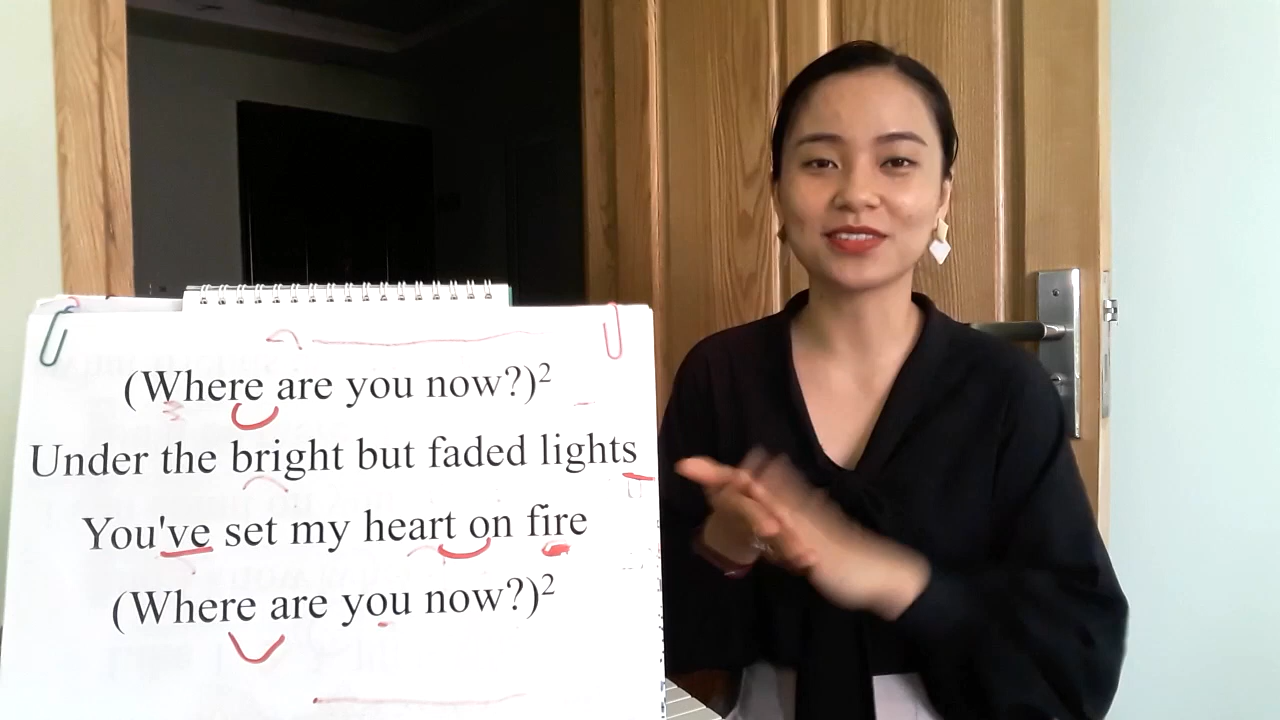 (Where are you now?)²
Under the bright but faded lights
You've set my heart on fire
(Where are you now?)²